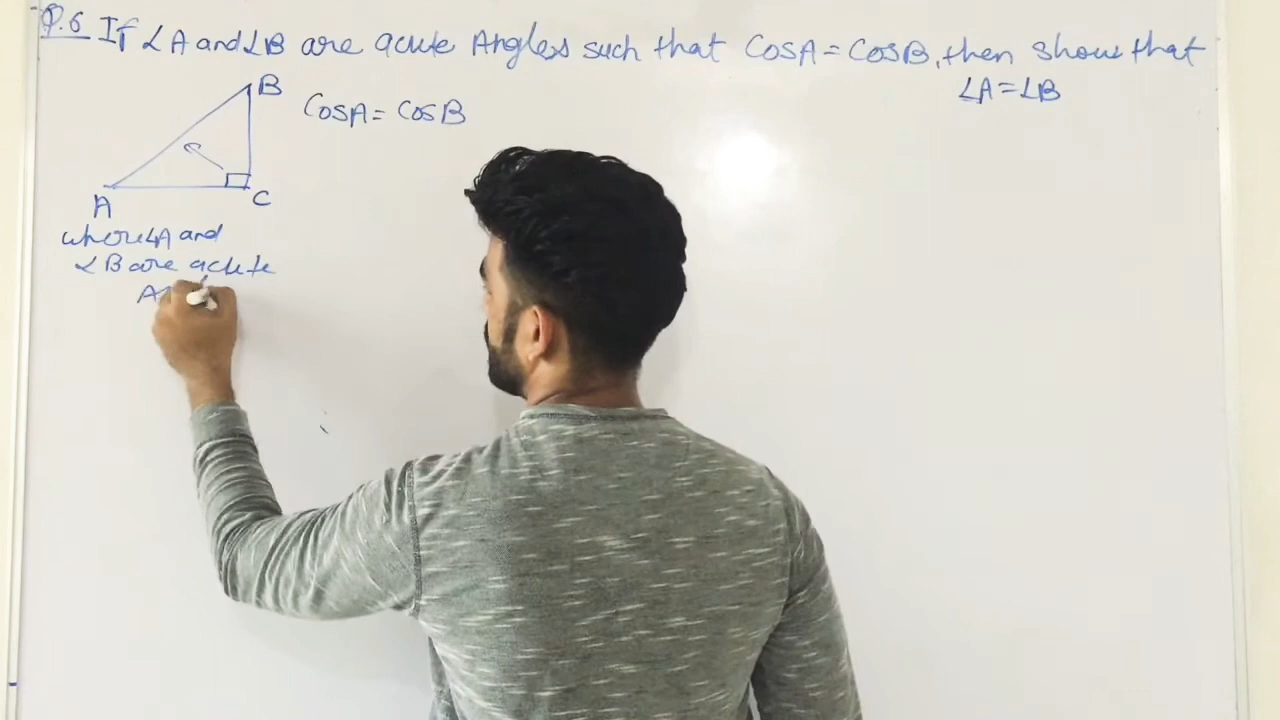 Q.6 If ∠A and ∠B are acute Angles such that CosA = CosB, then show that
∠A = ∠B
B
CosA = CosB
A
C
where ∠A and
∠B are acute